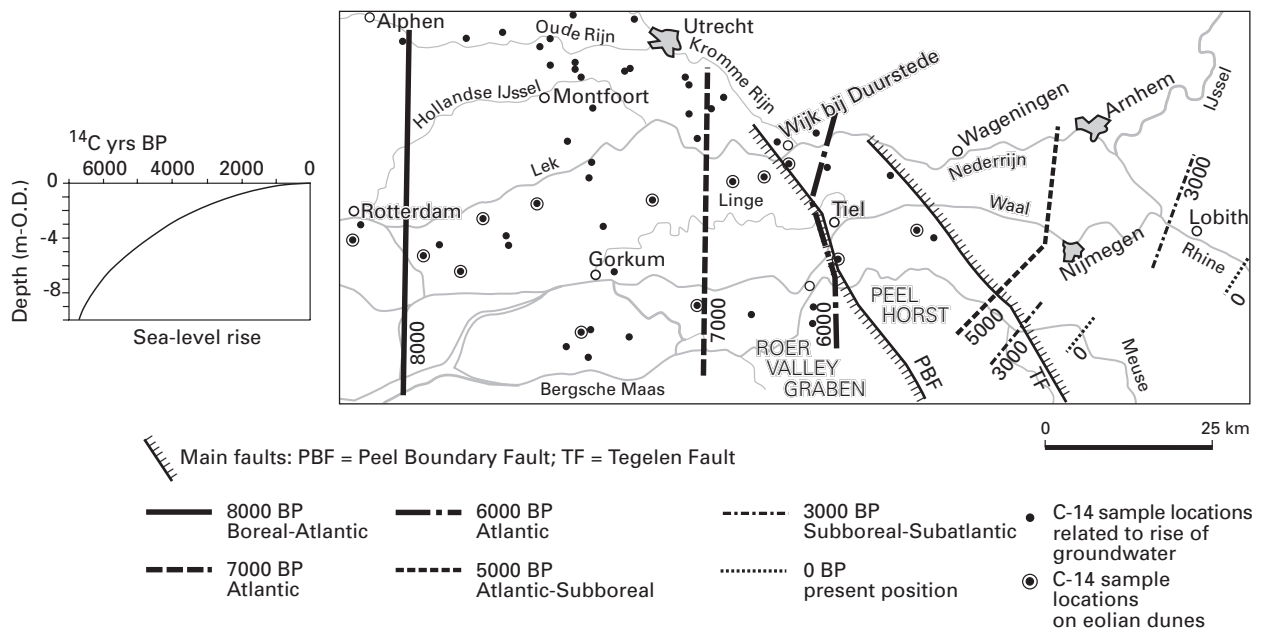 14C yrs BP
6000 4000 2000 0
Depth (m-O.D.)
0
-4
-8
Sea-level rise
Alphen
Oude Rijn
Utrecht
Kromme Rijn
Hollandse IJssel
Montfoort
Wijk bij Duurstede
Wageningen
Arnhem
IJssel
Nederrijn
Lek
Linge
Tiel
Waal
Rotterdam
Gorkum
Nijmegen
Lobith
Rhine
3000
0
PEEL
HORST
ROER
VALLEY
GRABEN
8000
7000
6000
5000
3000
0
PBF
TF
Meuse
Bergsche Maas
0 25 km
Main faults: PBF = Peel Boundary Fault; TF = Tegelen Fault
8000 BP
Boreal-Atlantic
7000 BP
Atlantic
6000 BP
Atlantic
5000 BP
Atlantic-Subboreal
3000 BP
Subboreal-Subatlantic
0 BP
present position
C-14 sample locations
related to rise of
groundwater
C-14 sample
locations
on eolian dunes